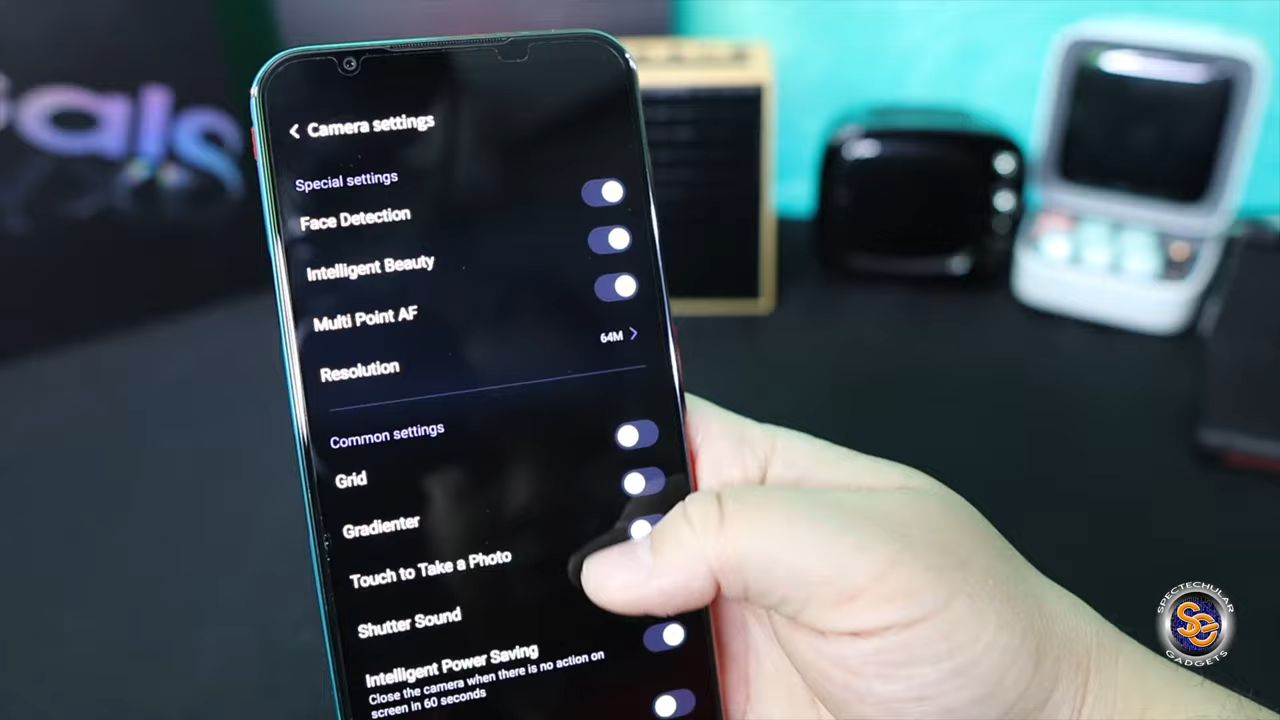 Camera settings
Special settings
Face Detection
Intelligent Beauty
Multi Point AF
64M
Resolution
Common settings
Grid
Gradienter
Touch to Take a Photo
Shutter Sound
Intelligent Power Saving
Close the camera when there is no action on
screen in 60 seconds
SPECTECHULAR
SG
GADGETS